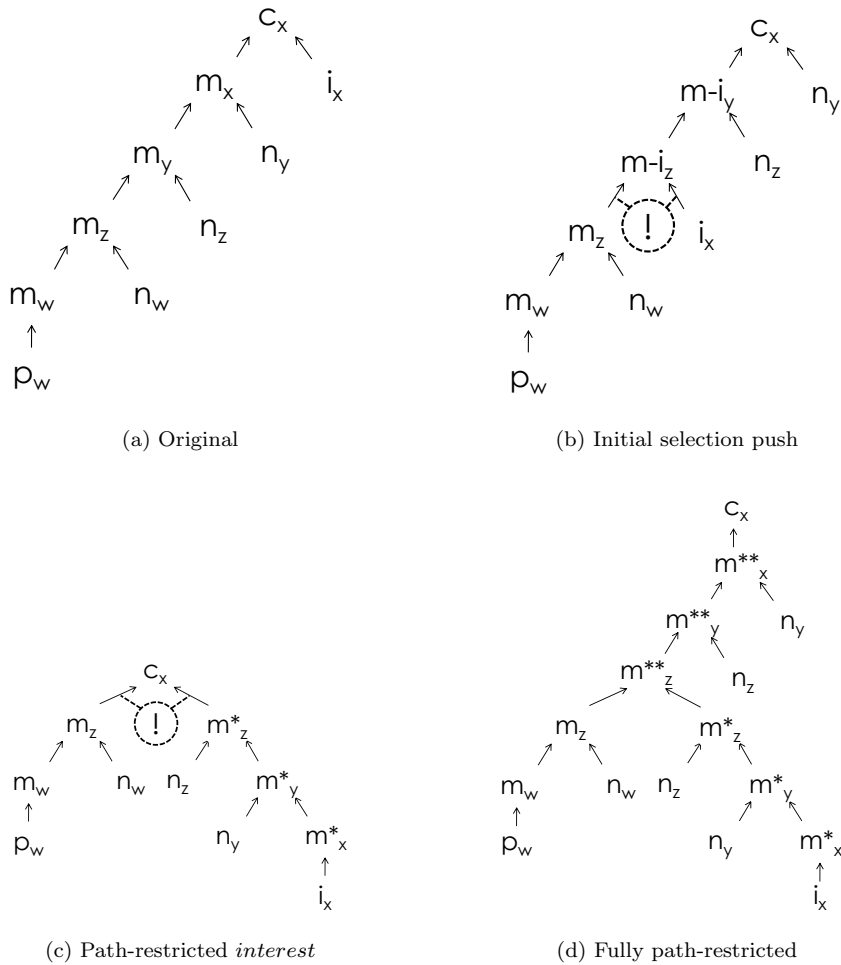 c_x
m_x i_x
m_y n_y
m_z n_z
m_w n_w
p_w
(a) Original
c_x
m-i_y n_y
m-i_z n_z
!
m_z i_x
m_w n_w
p_w
(b) Initial selection push
c_x
!
m_z m*_z
m_w n_w n_z m*_y
p_w n_y m*_x
i_x
(c) Path-restricted interest
c_x
m**_x
m**_y n_y
m**_z n_z
m_z m*_z
m_w n_w n_z m*_y
p_w n_y m*_x
i_x
(d) Fully path-restricted